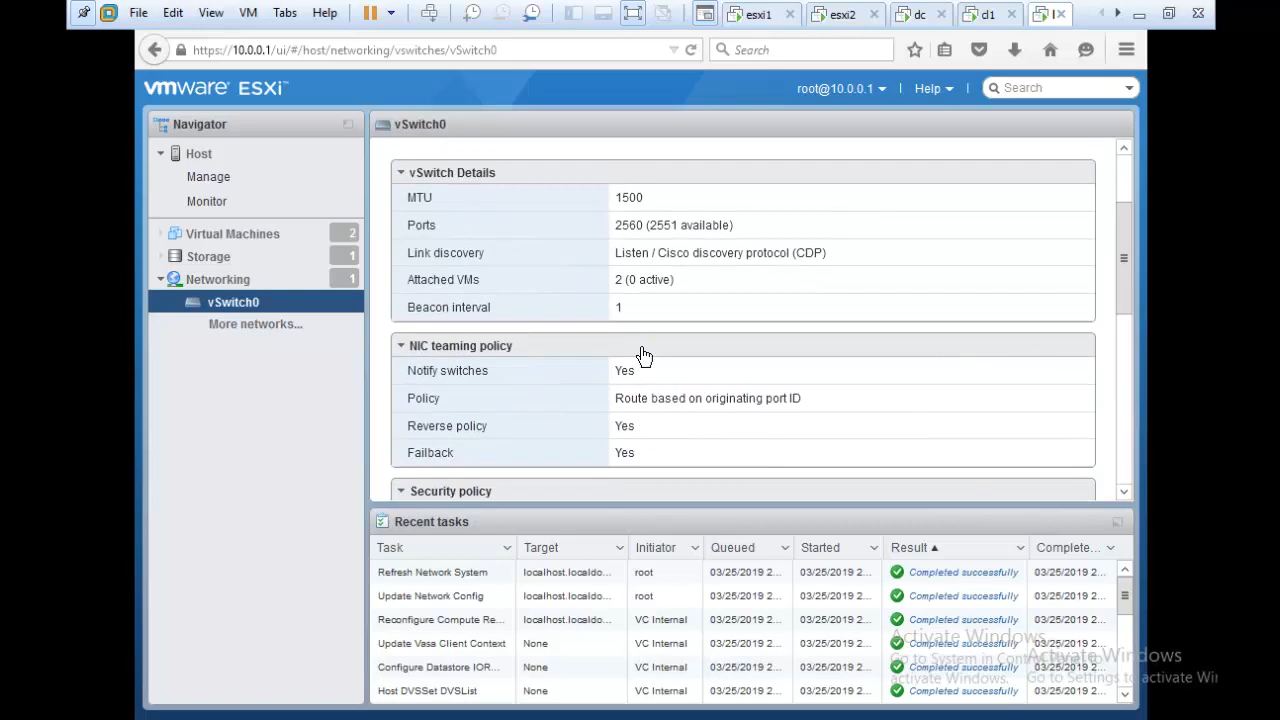 File Edit View VM Tabs Help esxi1 esxi2 dc cl1
https://10.0.0.1/ui/#/host/networking/vswitches/vSwitch0 Search
vmware ESXi™ root@10.0.0.1 Help Search
Navigator
vSwitch0
Host
Manage
Monitor
Virtual Machines 2
Storage 1
Networking 1
vSwitch0
More networks...
vSwitch Details
MTU 1500
Ports 2560 (2551 available)
Link discovery Listen / Cisco discovery protocol (CDP)
Attached VMs 2 (0 active)
Beacon interval 1
NIC teaming policy
Notify switches Yes
Policy Route based on originating port ID
Reverse policy Yes
Failback Yes
Security policy
Recent tasks
Task Target Initiator Queued Started Result Complete...
Refresh Network System localhost.localdo... root 03/25/2019 2... 03/25/2019 2... Completed successfully 03/25/2019 2...
Update Network Config localhost.localdo... root 03/25/2019 2... 03/25/2019 2... Completed successfully 03/25/2019 2...
Reconfigure Compute Re... localhost.localdo... VC Internal 03/25/2019 2... 03/25/2019 2... Completed successfully 03/25/2019 2...
Update Vasa Client Context None VC Internal 03/25/2019 2... 03/25/2019 2... Completed successfully 03/25/2019 2...
Configure Datastore IOR... None VC Internal 03/25/2019 2... 03/25/2019 2... Completed successfully 03/25/2019 2...
Host DVSSet DVSList None VC Internal 03/25/2019 2... 03/25/2019 2... Completed successfully 03/25/2019 2...
Activate Windows
Go to System in
activate Windows.
Activate Windows
Go to Settings to activate Wi